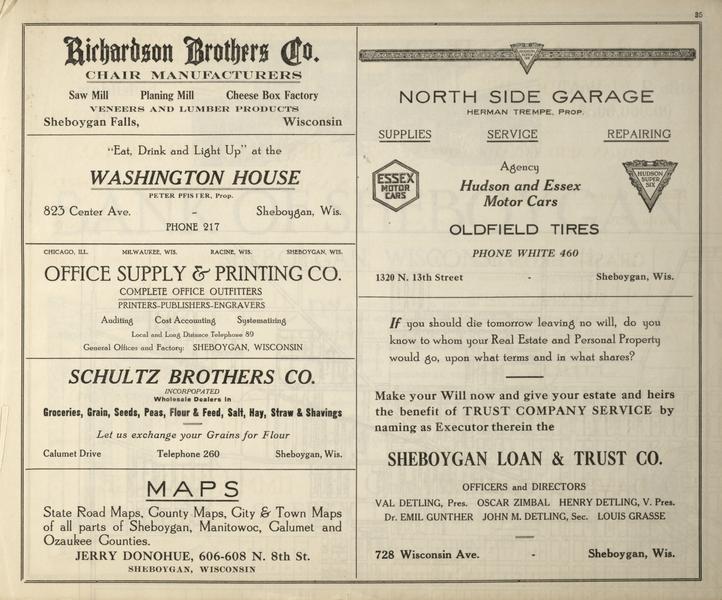 35
Richardson Brothers Co.
CHAIR MANUFACTURERS
Saw Mill Planing Mill Cheese Box Factory
VENEERS AND LUMBER PRODUCTS
Sheboygan Falls, Wisconsin
"Eat, Drink and Light Up" at the
WASHINGTON HOUSE
PETER PFISTER, Prop.
823 Center Ave. - Sheboygan, Wis.
PHONE 217
CHICAGO, ILL. MILWAUKEE, WIS. RACINE, WIS. SHEBOYGAN, WIS.
OFFICE SUPPLY & PRINTING CO.
COMPLETE OFFICE OUTFITTERS
PRINTERS-PUBLISHERS-ENGRAVERS
Auditing Cost Accounting Systematizing
Local and Long Distance Telephone 89
General Offices and Factory: SHEBOYGAN, WISCONSIN
SCHULTZ BROTHERS CO.
INCORPORATED
Wholesale Dealers in
Groceries, Grain, Seeds, Peas, Flour & Feed, Salt, Hay, Straw & Shavings
Let us exchange your Grains for Flour
Calumet Drive Telephone 260 Sheboygan, Wis.
MAPS
State Road Maps, County Maps, City & Town Maps
of all parts of Sheboygan, Manitowoc, Calumet and
Ozaukee Counties.
JERRY DONOHUE, 606-608 N. 8th St.
SHEBOYGAN, WISCONSIN
HUDSON SUPER SIX
NORTH SIDE GARAGE
HERMAN TREMPE, PROP.
SUPPLIES SERVICE REPAIRING
ESSEX
MOTOR
CARS
Agency
Hudson and Essex
Motor Cars
HUDSON
SUPER
SIX
OLDFIELD TIRES
PHONE WHITE 460
1320 N. 13th Street - Sheboygan, Wis.
If you should die tomorrow leaving no will, do you
know to whom your Real Estate and Personal Property
would go, upon what terms and in what shares?
Make your Will now and give your estate and heirs
the benefit of TRUST COMPANY SERVICE by
naming as Executor therein the
SHEBOYGAN LOAN & TRUST CO.
OFFICERS and DIRECTORS
VAL DETLING, Pres. OSCAR ZIMBAL HENRY DETLING, V. Pres.
Dr. EMIL GUNTHER JOHN M. DETLING, Sec. LOUIS GRASSE
728 Wisconsin Ave. - Sheboygan, Wis.